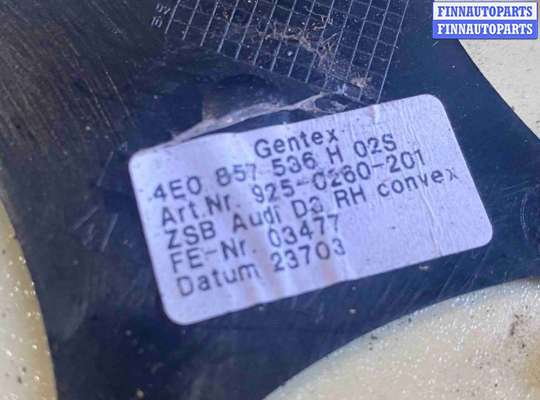 FINNAUTOPARTS
FINNAUTOPARTS
Gentex
4E0 857 536 H 02S
Art.Nr. 925-0260-201
ZSB Audi D3 RH convex
FE-Nr. 03477
Datum 23703